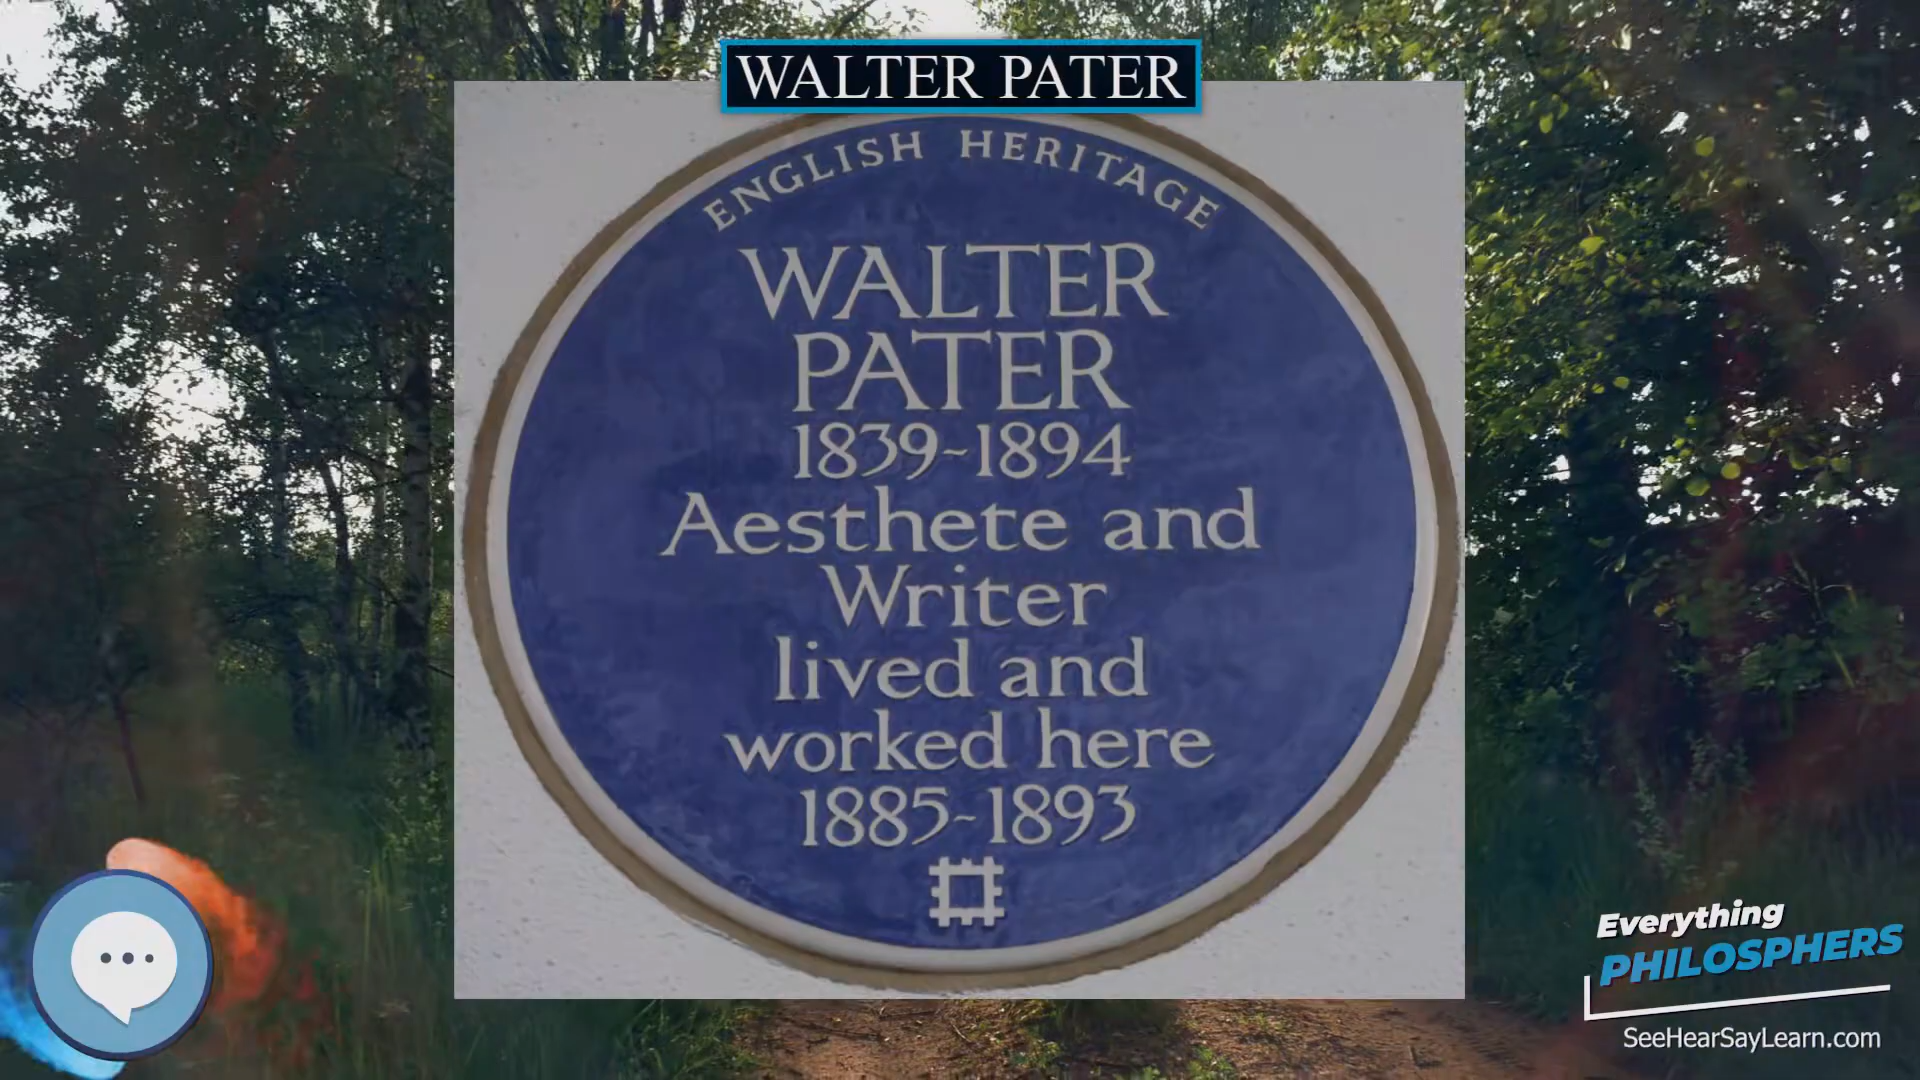 WALTER PATER
ENGLISH HERITAGE
WALTER
PATER
1839-1894
Aesthete and
Writer
lived and
worked here
1885-1893
Everything
PHILOSPHERS
SeeHearSayLearn.com